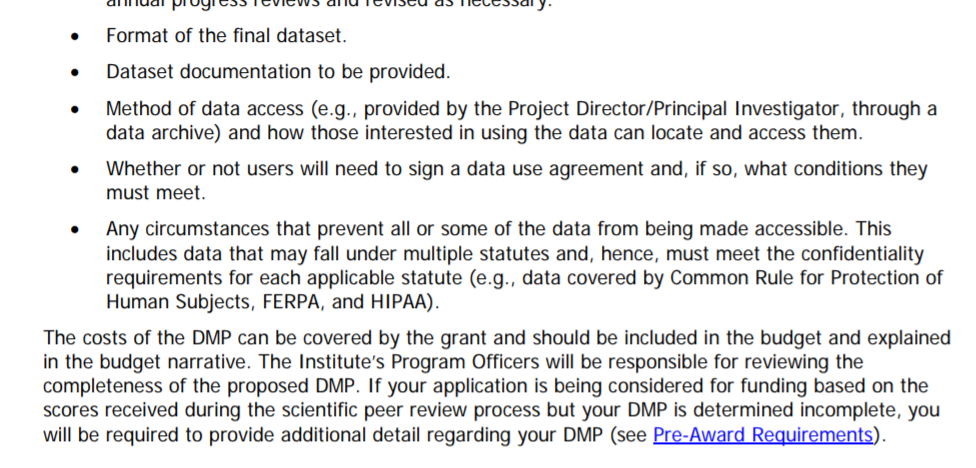 annual progress reviews and revised as necessary.
• Format of the final dataset.
• Dataset documentation to be provided.
• Method of data access (e.g., provided by the Project Director/Principal Investigator, through a
data archive) and how those interested in using the data can locate and access them.
• Whether or not users will need to sign a data use agreement and, if so, what conditions they
must meet.
• Any circumstances that prevent all or some of the data from being made accessible. This
includes data that may fall under multiple statutes and, hence, must meet the confidentiality
requirements for each applicable statute (e.g., data covered by Common Rule for Protection of
Human Subjects, FERPA, and HIPAA).
The costs of the DMP can be covered by the grant and should be included in the budget and explained
in the budget narrative. The Institute's Program Officers will be responsible for reviewing the
completeness of the proposed DMP. If your application is being considered for funding based on the
scores received during the scientific peer review process but your DMP is determined incomplete, you
will be required to provide additional detail regarding your DMP (see Pre-Award Requirements).